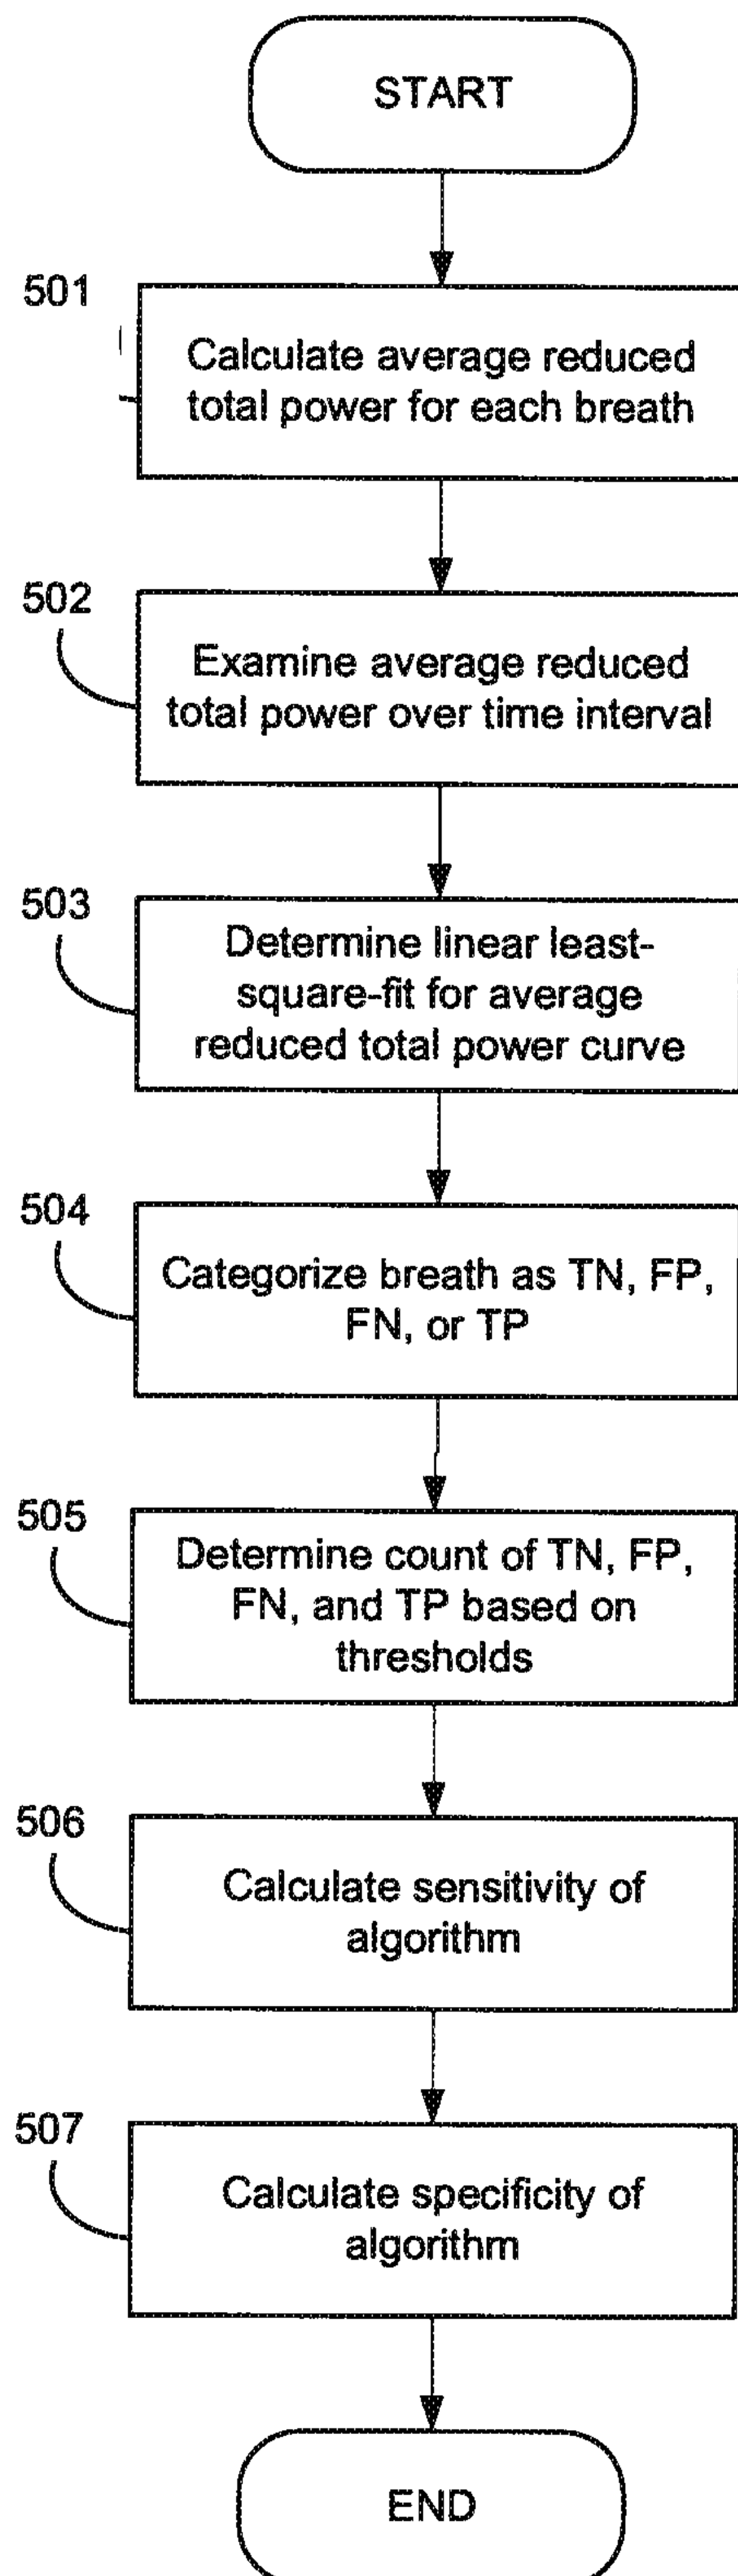 START
501
Calculate average reduced
total power for each breath
502
Examine average reduced
total power over time interval
503
Determine linear least-
square-fit for average
reduced total power curve
504
Categorize breath as TN, FP,
FN, or TP
505
Determine count of TN, FP,
FN, and TP based on
thresholds
506
Calculate sensitivity of
algorithm
507
Calculate specificity of
algorithm
END